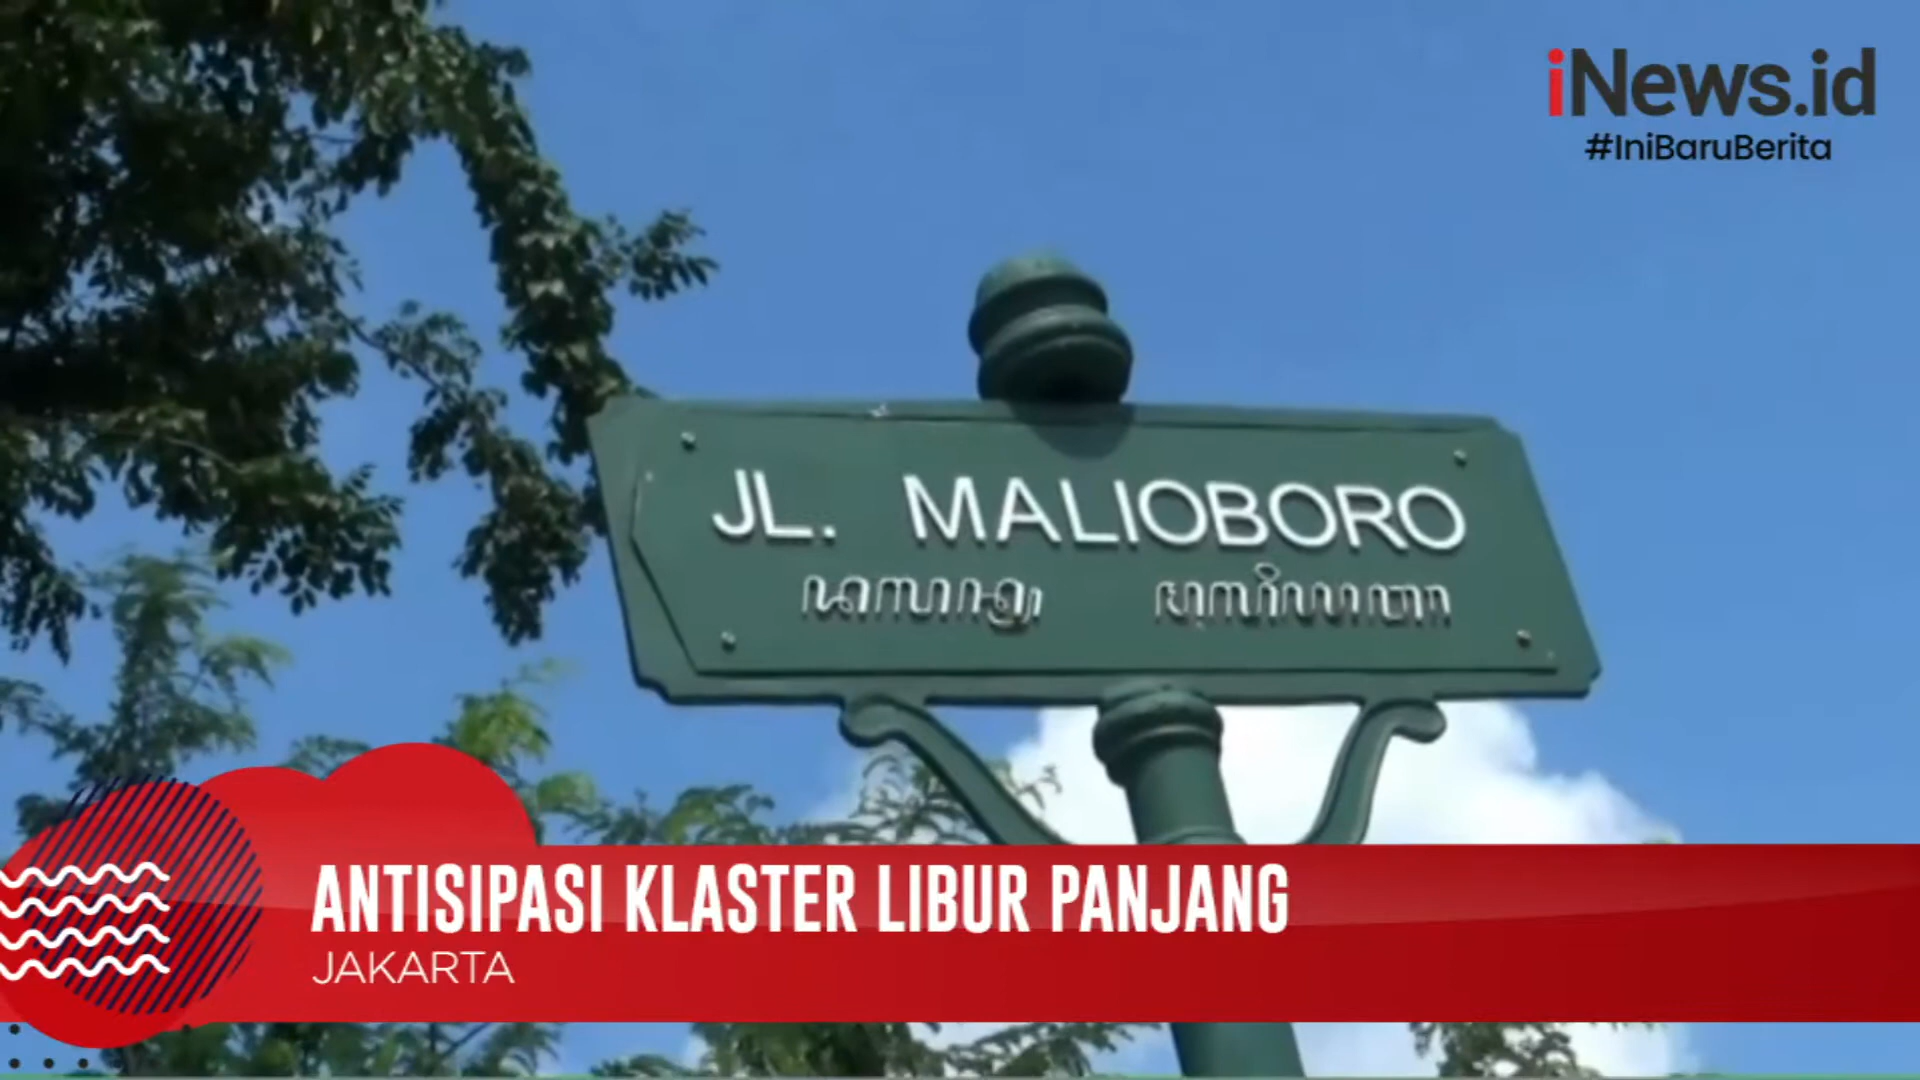 iNews.id
#IniBaruBerita
JL. MALIOBORO
ANTISIPASI KLASTER LIBUR PANJANG
JAKARTA